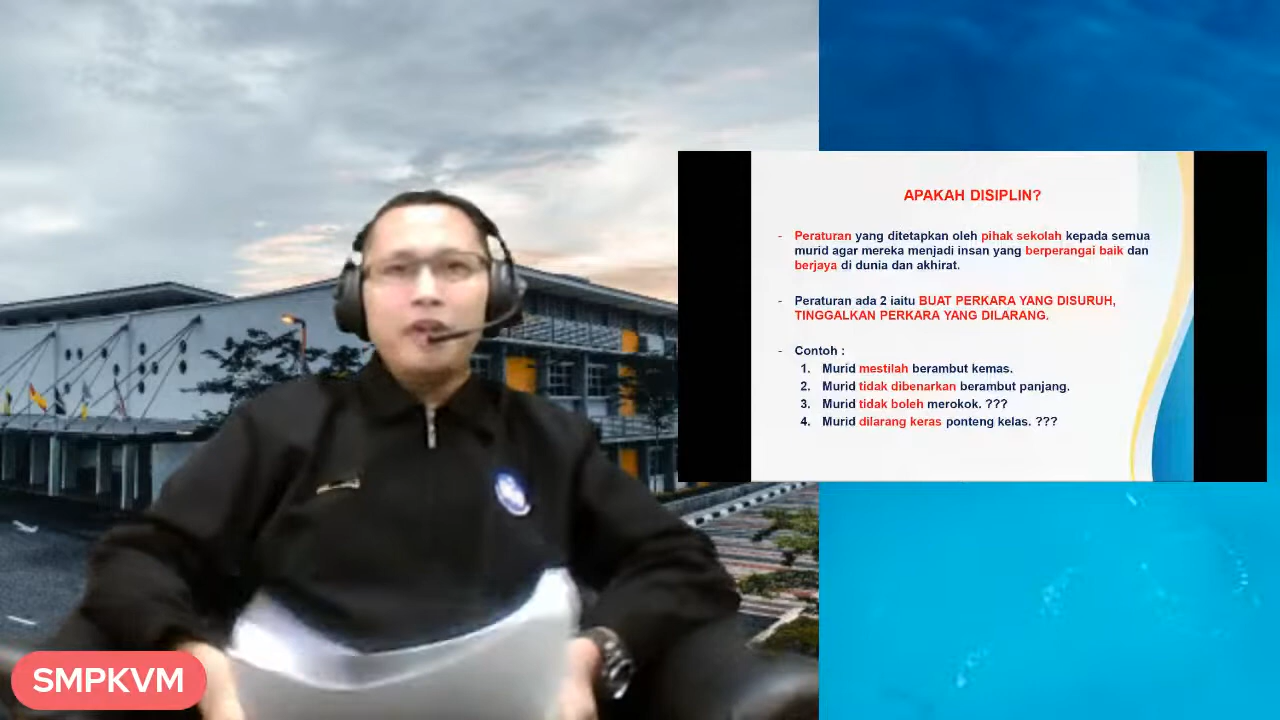 APAKAH DISIPLIN?
- Peraturan yang ditetapkan oleh pihak sekolah kepada semua
murid agar mereka menjadi insan yang berperangai baik dan
berjaya di dunia dan akhirat.
- Peraturan ada 2 iaitu BUAT PERKARA YANG DISURUH,
TINGGALKAN PERKARA YANG DILARANG.
- Contoh :
1. Murid mestilah berambut kemas.
2. Murid tidak dibenarkan berambut panjang.
3. Murid tidak boleh merokok. ???
4. Murid dilarang keras ponteng kelas. ???
SMPKVM